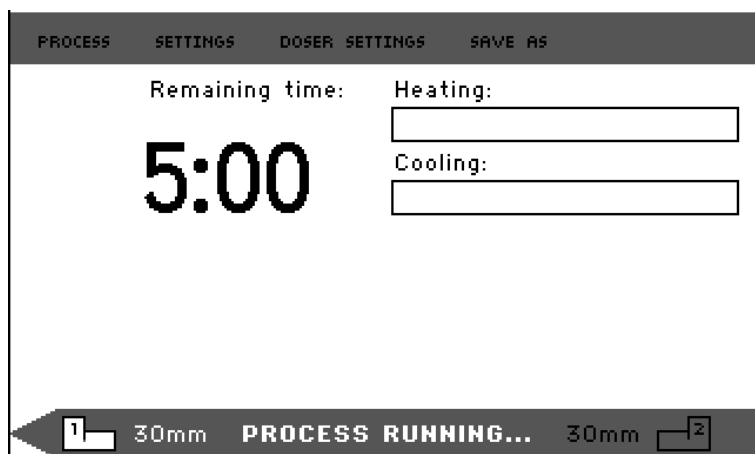 PROCESS SETTINGS DOSER SETTINGS SAVE AS
Remaining time: Heating:
5:00
Cooling:
1 30mm PROCESS RUNNING... 30mm 2